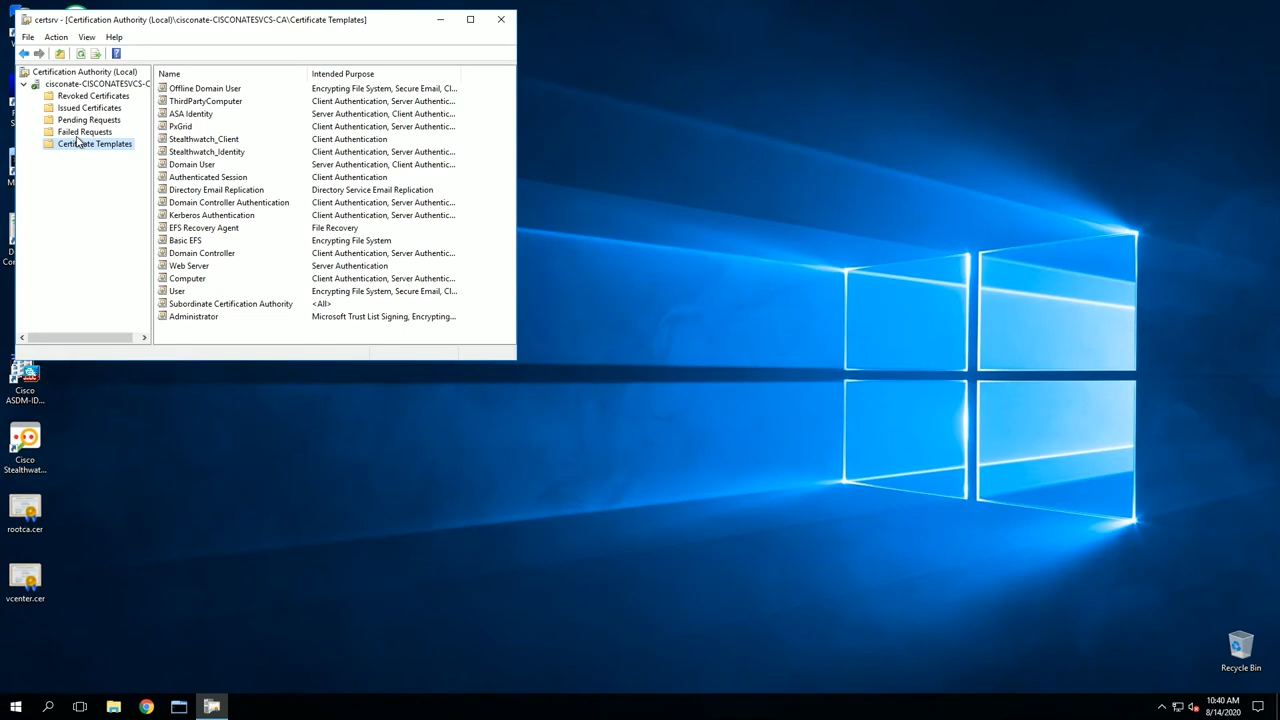 certsrv - [Certification Authority (Local)\cisconate-CISCONATESVCS-CA\Certificate Templates]
File Action View Help
Certification Authority (Local)
cisconate-CISCONATESVCS-C
Revoked Certificates
Issued Certificates
Pending Requests
Failed Requests
Certificate Templates
Name Intended Purpose
Offline Domain User Encrypting File System, Secure Email, Cl...
ThirdPartyComputer Client Authentication, Server Authentic...
ASA Identity Server Authentication, Client Authentic...
PxGrid Client Authentication, Server Authentic...
Stealthwatch_Client Client Authentication
Stealthwatch_Identity Client Authentication, Server Authentic...
Domain User Server Authentication, Client Authentic...
Authenticated Session Client Authentication
Directory Email Replication Directory Service Email Replication
Domain Controller Authentication Client Authentication, Server Authentic...
Kerberos Authentication Client Authentication, Server Authentic...
EFS Recovery Agent File Recovery
Basic EFS Encrypting File System
Domain Controller Client Authentication, Server Authentic...
Web Server Server Authentication
Computer Client Authentication, Server Authentic...
User Encrypting File System, Secure Email, Cl...
Subordinate Certification Authority <All>
Administrator Microsoft Trust List Signing, Encrypting...
Cisco
ASDM-ID...
Cisco
Stealthwat...
rootca.cer
vcenter.cer
Recycle Bin
10:40 AM
8/14/2020